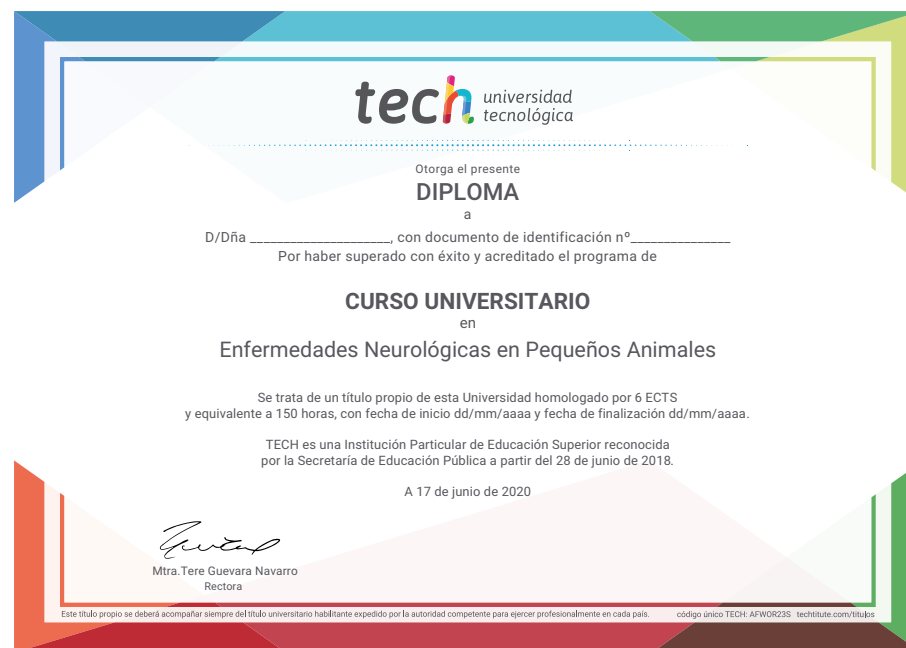 tech universidad
tecnológica
Otorga el presente
DIPLOMA
a
D/Dña _____________________, con documento de identificación nº_______________
Por haber superado con éxito y acreditado el programa de
CURSO UNIVERSITARIO
en
Enfermedades Neurológicas en Pequeños Animales
Se trata de un título propio de esta Universidad homologado por 6 ECTS
y equivalente a 150 horas, con fecha de inicio dd/mm/aaaa y fecha de finalización dd/mm/aaaa.
TECH es una Institución Particular de Educación Superior reconocida
por la Secretaría de Educación Pública a partir del 28 de junio de 2018.
A 17 de junio de 2020
Mtra.Tere Guevara Navarro
Rectora
Este título propio se deberá acompañar siempre del título universitario habilitante expedido por la autoridad competente para ejercer profesionalmente en cada país. código único TECH: AFWOR23S techtitute.com/titulos